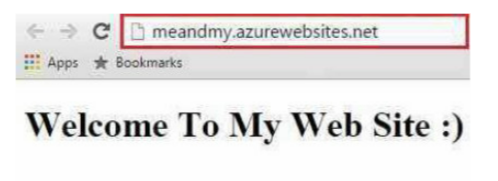 meandmy.azurewebsites.net
Apps Bookmarks
Welcome To My Web Site :)